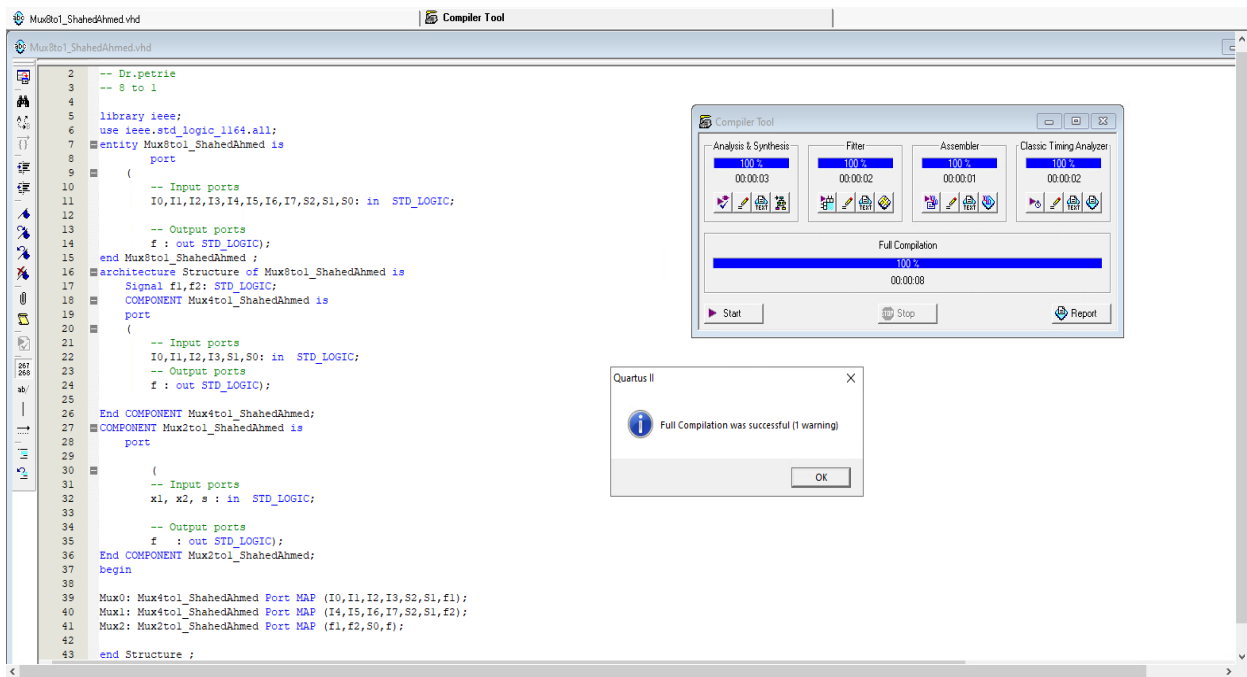 Mux8to1_ShahedAhmed.vhd
Compiler Tool
Mux8to1_ShahedAhmed.vhd
2 -- Dr.petrie
3 -- 8 to 1
4
5 library ieee;
6 use ieee.std_logic_1164.all;
7 entity Mux8to1_ShahedAhmed is
8 port
9 (
10 -- Input ports
11 I0,I1,I2,I3,I4,I5,I6,I7,S2,S1,S0: in STD_LOGIC;
12
13 -- Output ports
14 f : out STD_LOGIC);
15 end Mux8to1_ShahedAhmed ;
16 architecture Structure of Mux8to1_ShahedAhmed is
17 Signal f1,f2: STD_LOGIC;
18 COMPONENT Mux4to1_ShahedAhmed is
19 port
20 (
21 -- Input ports
22 I0,I1,I2,I3,S1,S0: in STD_LOGIC;
23 -- Output ports
24 f : out STD_LOGIC);
25
26 End COMPONENT Mux4to1_ShahedAhmed;
27 COMPONENT Mux2to1_ShahedAhmed is
28 port
29
30 (
31 -- Input ports
32 x1, x2, s : in STD_LOGIC;
33
34 -- Output ports
35 f : out STD_LOGIC);
36 End COMPONENT Mux2to1_ShahedAhmed;
37 begin
38
39 Mux0: Mux4to1_ShahedAhmed Port MAP (I0,I1,I2,I3,S2,S1,f1);
40 Mux1: Mux4to1_ShahedAhmed Port MAP (I4,I5,I6,I7,S2,S1,f2);
41 Mux2: Mux2to1_ShahedAhmed Port MAP (f1,f2,S0,f);
42
43 end Structure ;
267
268
ab/
Compiler Tool
Analysis & Synthesis
100 %
00:00:03
Fitter
100 %
00:00:02
Assembler
100 %
00:00:01
Classic Timing Analyzer
100 %
00:00:02
Full Compilation
100 %
00:00:08
Start
Stop
Report
Quartus II
Full Compilation was successful (1 warning)
OK